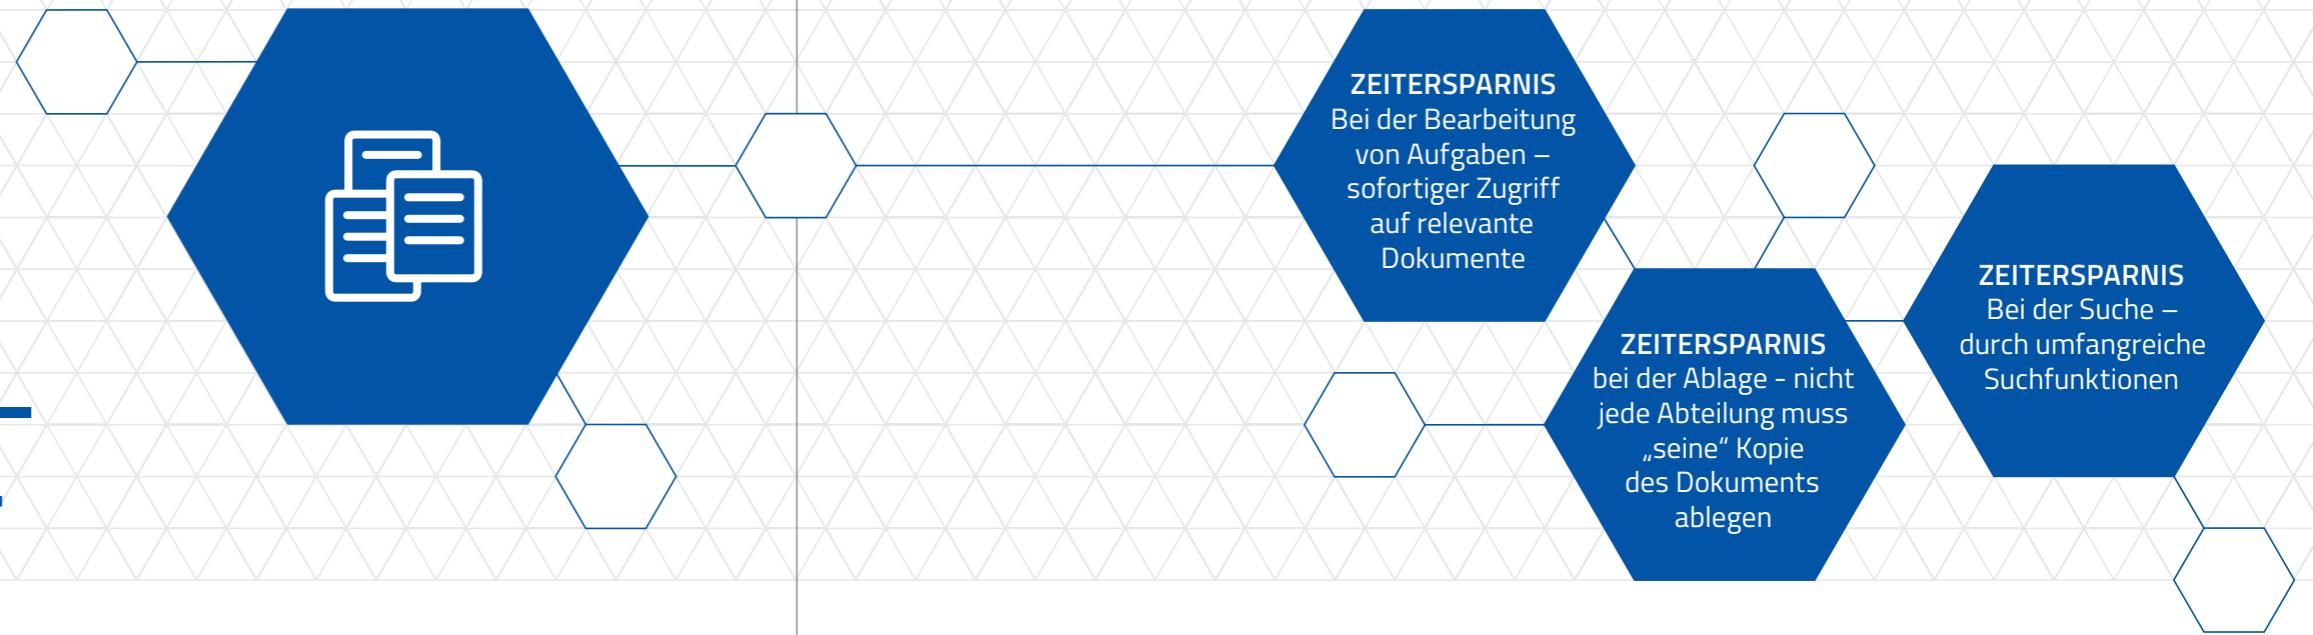 ZEITERSPARNIS
Bei der Bearbeitung
von Aufgaben –
sofortiger Zugriff
auf relevante
Dokumente
ZEITERSPARNIS
bei der Ablage - nicht
jede Abteilung muss
„seine“ Kopie
des Dokuments
ablegen
ZEITERSPARNIS
Bei der Suche –
durch umfangreiche
Suchfunktionen